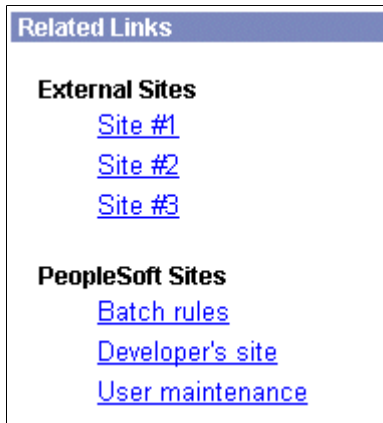 Related Links
External Sites
Site #1
Site #2
Site #3
PeopleSoft Sites
Batch rules
Developer's site
User maintenance